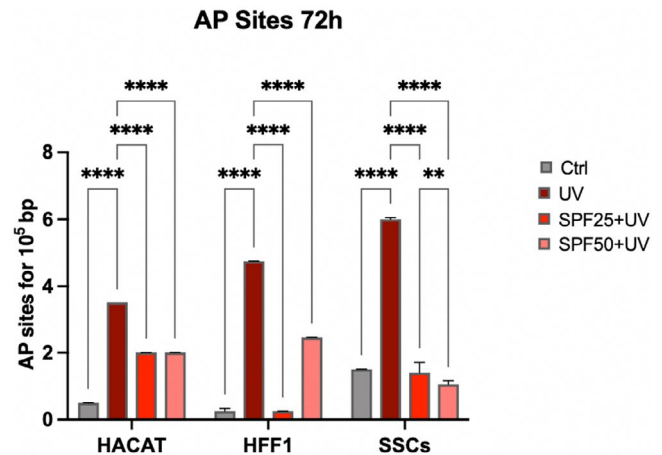 AP Sites 72h
****
****
****
****
****
****
****
****
****
**
AP sites for 10⁵ bp
8
6
4
2
0
HACAT
HFF1
SSCs
Ctrl
UV
SPF25+UV
SPF50+UV